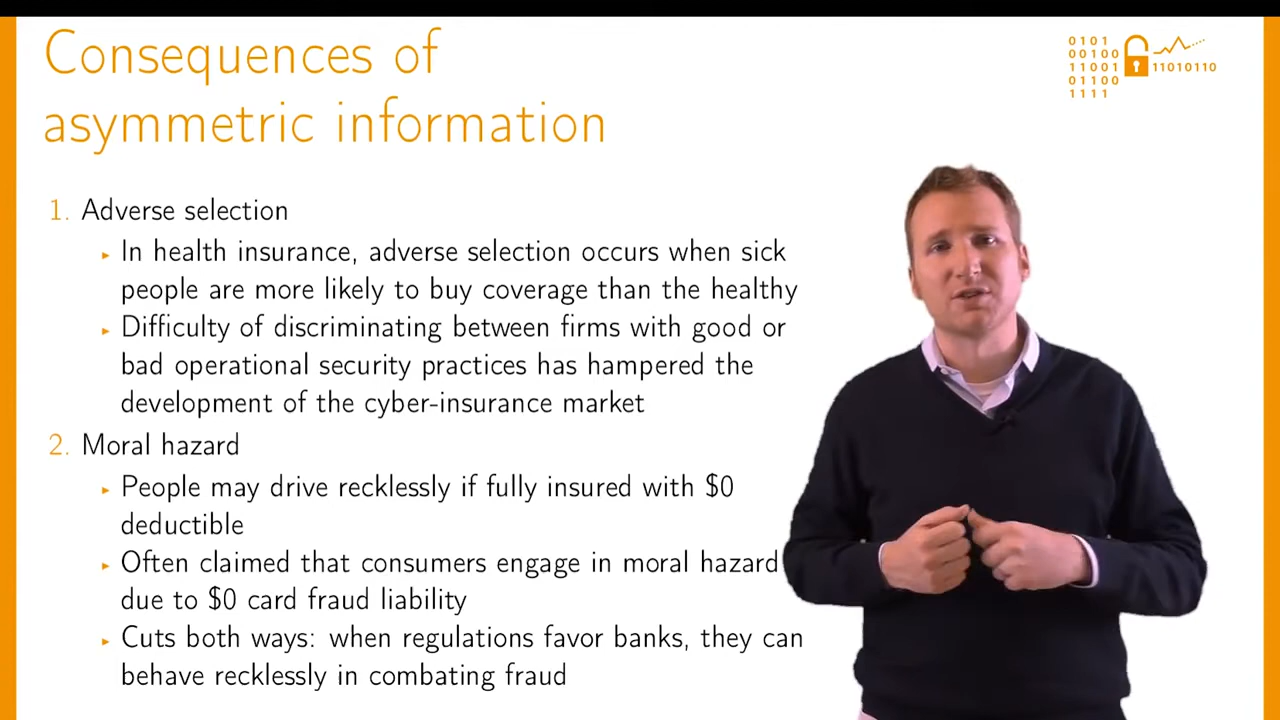 Consequences of
asymmetric information
0101
00100
11001
01100
1111
11010110
1. Adverse selection
▸ In health insurance, adverse selection occurs when sick
people are more likely to buy coverage than the healthy
▸ Difficulty of discriminating between firms with good or
bad operational security practices has hampered the
development of the cyber-insurance market
2. Moral hazard
▸ People may drive recklessly if fully insured with $0
deductible
▸ Often claimed that consumers engage in moral hazard
due to $0 card fraud liability
▸ Cuts both ways: when regulations favor banks, they can
behave recklessly in combating fraud